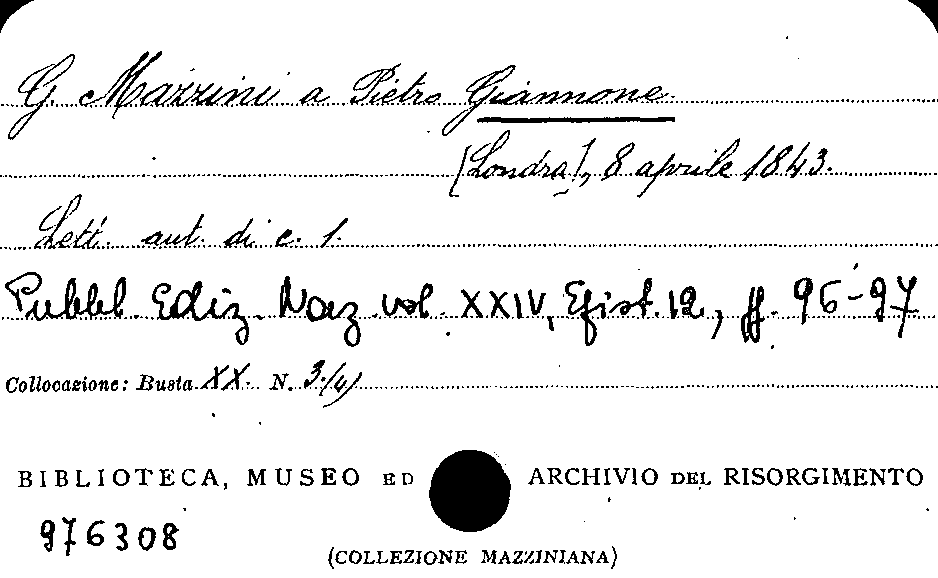 G. Mazzini a Pietro Giannone
[Londra], 8 aprile 1843.
Lett. aut. di c. 1.
Pubbl. Ediz. Naz. vol. XXIV, Epist. 12, pp. 96-97
Collocazione: Busta XX. N. 3/4)
BIBLIOTECA, MUSEO ED ARCHIVIO DEL RISORGIMENTO
976308
(COLLEZIONE MAZZINIANA)